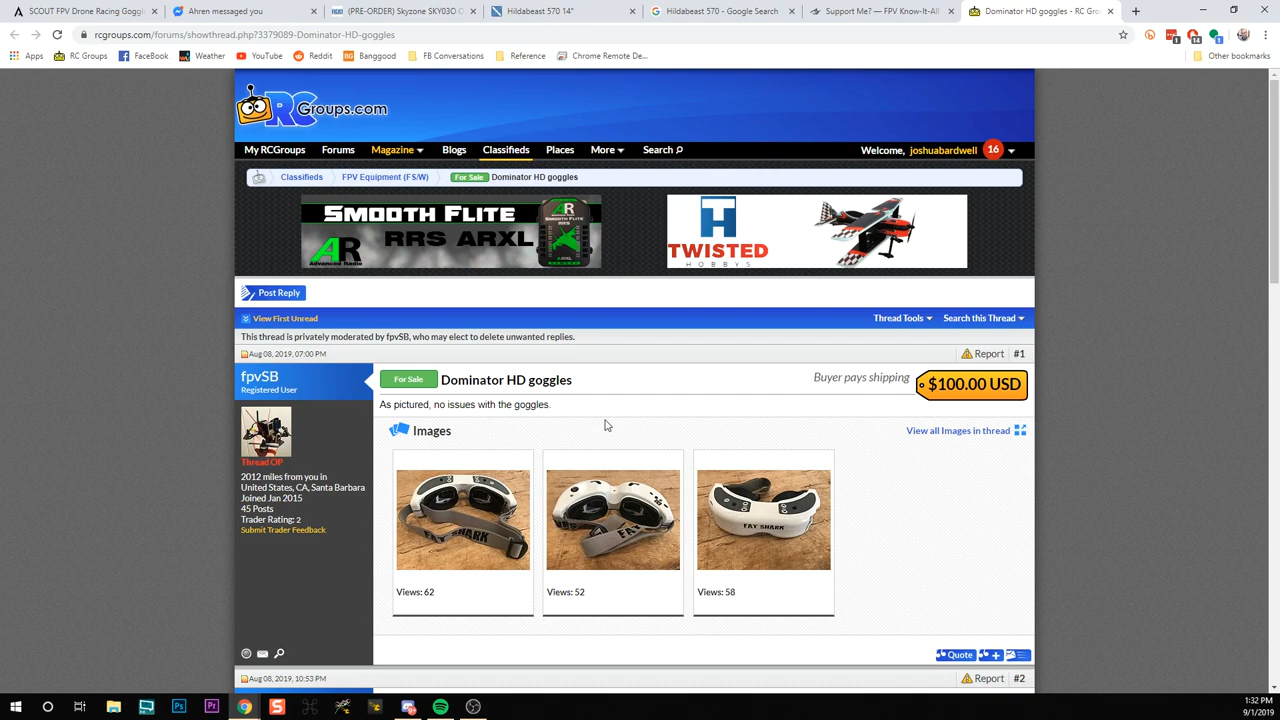 SCOUT FPV Drone Racing Goggl
Ahren messaged you
(PRE-ORDER) Skyzone SKY03O O
Hildabeast 570 14"
Hildabeast 570 - Google Search
Support Me? — FPV Know-It-All
Dominator HD goggles - RC Gro
rcgroups.com/forums/showthread.php?3379089-Dominator-HD-goggles
Apps
RC Groups
FaceBook
Weather
YouTube
Reddit
Banggood
FB Conversations
Reference
Chrome Remote De...
Other bookmarks
RCGroups.com
My RCGroups
Forums
Magazine
Blogs
Classifieds
Places
More
Search
Welcome, joshuabardwell
16
Classifieds
FPV Equipment (FS/W)
For Sale
Dominator HD goggles
SMOOTH FLITE
RRS ARXL
AR
Advanced Radio
TWISTED
HOBBYS
Post Reply
View First Unread
Thread Tools
Search this Thread
This thread is privately moderated by fpvSB, who may elect to delete unwanted replies.
Aug 08, 2019, 07:00 PM
Report
#1
fpvSB
Registered User
Thread OP
2012 miles from you in
United States, CA, Santa Barbara
Joined Jan 2015
45 Posts
Trader Rating: 2
Submit Trader Feedback
For Sale
Dominator HD goggles
Buyer pays shipping
$100.00 USD
As pictured, no issues with the goggles.
Images
View all Images in thread
FAT SHARK
Views: 62
Views: 52
Views: 58
Quote
Aug 08, 2019, 10:53 PM
Report
#2
1:32 PM
9/1/2019